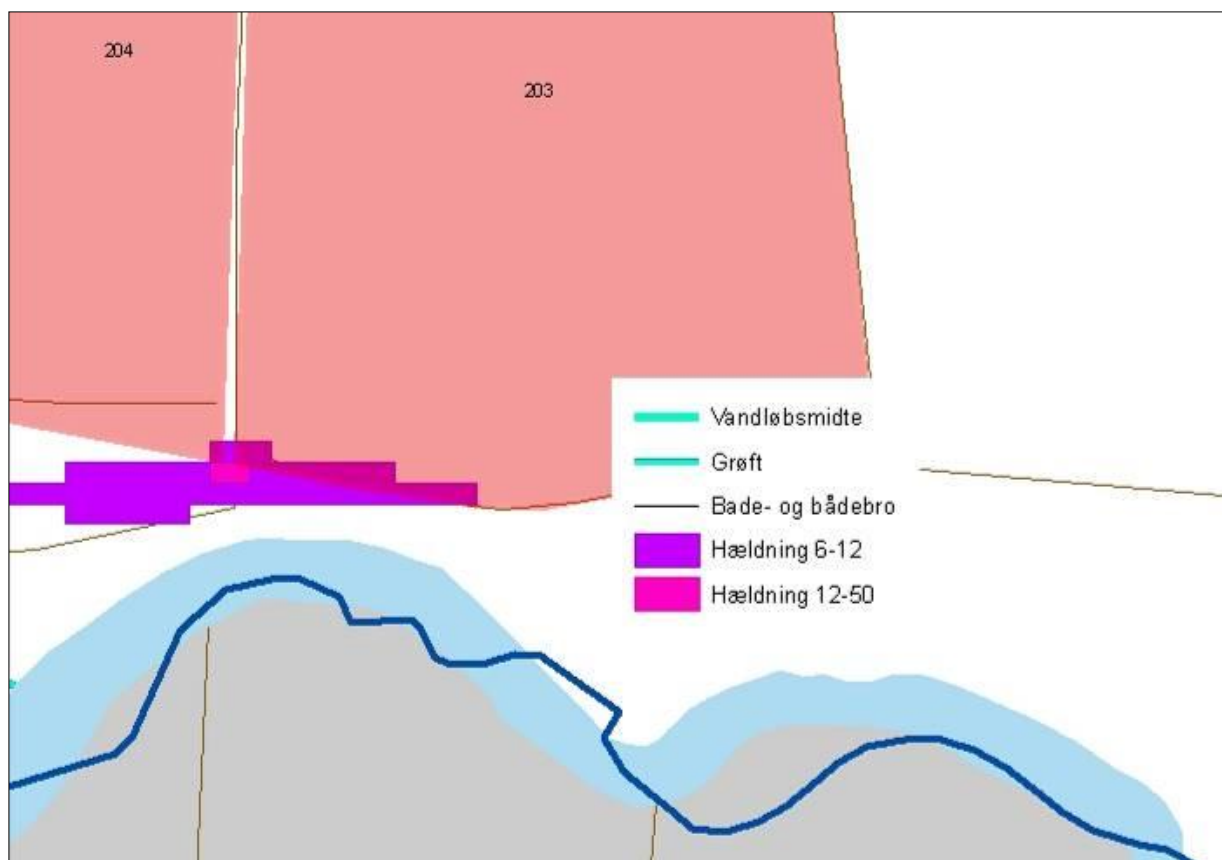 204
203
Vandløbsmidte
Grøft
Bade- og bådebro
Hældning 6-12
Hældning 12-50